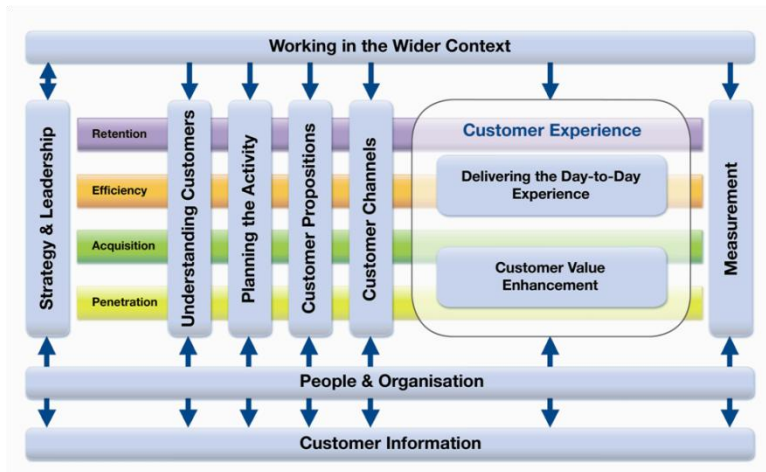 Working in the Wider Context
Strategy & Leadership
Retention
Efficiency
Acquisition
Penetration
Understanding Customers
Planning the Activity
Customer Propositions
Customer Channels
Customer Experience
Delivering the Day-to-Day
Experience
Customer Value
Enhancement
Measurement
People & Organisation
Customer Information